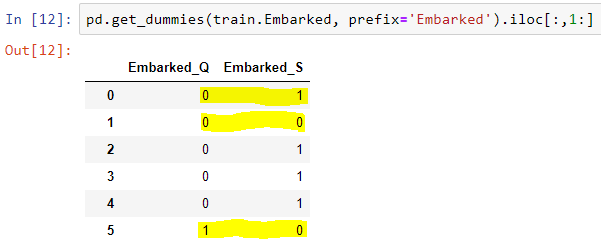 In [12]: pd.get_dummies(train.Embarked, prefix='Embarked').iloc[:,1:]
Out[12]:
Embarked_Q Embarked_S
0 0 1
1 0 0
2 0 1
3 0 1
4 0 1
5 1 0